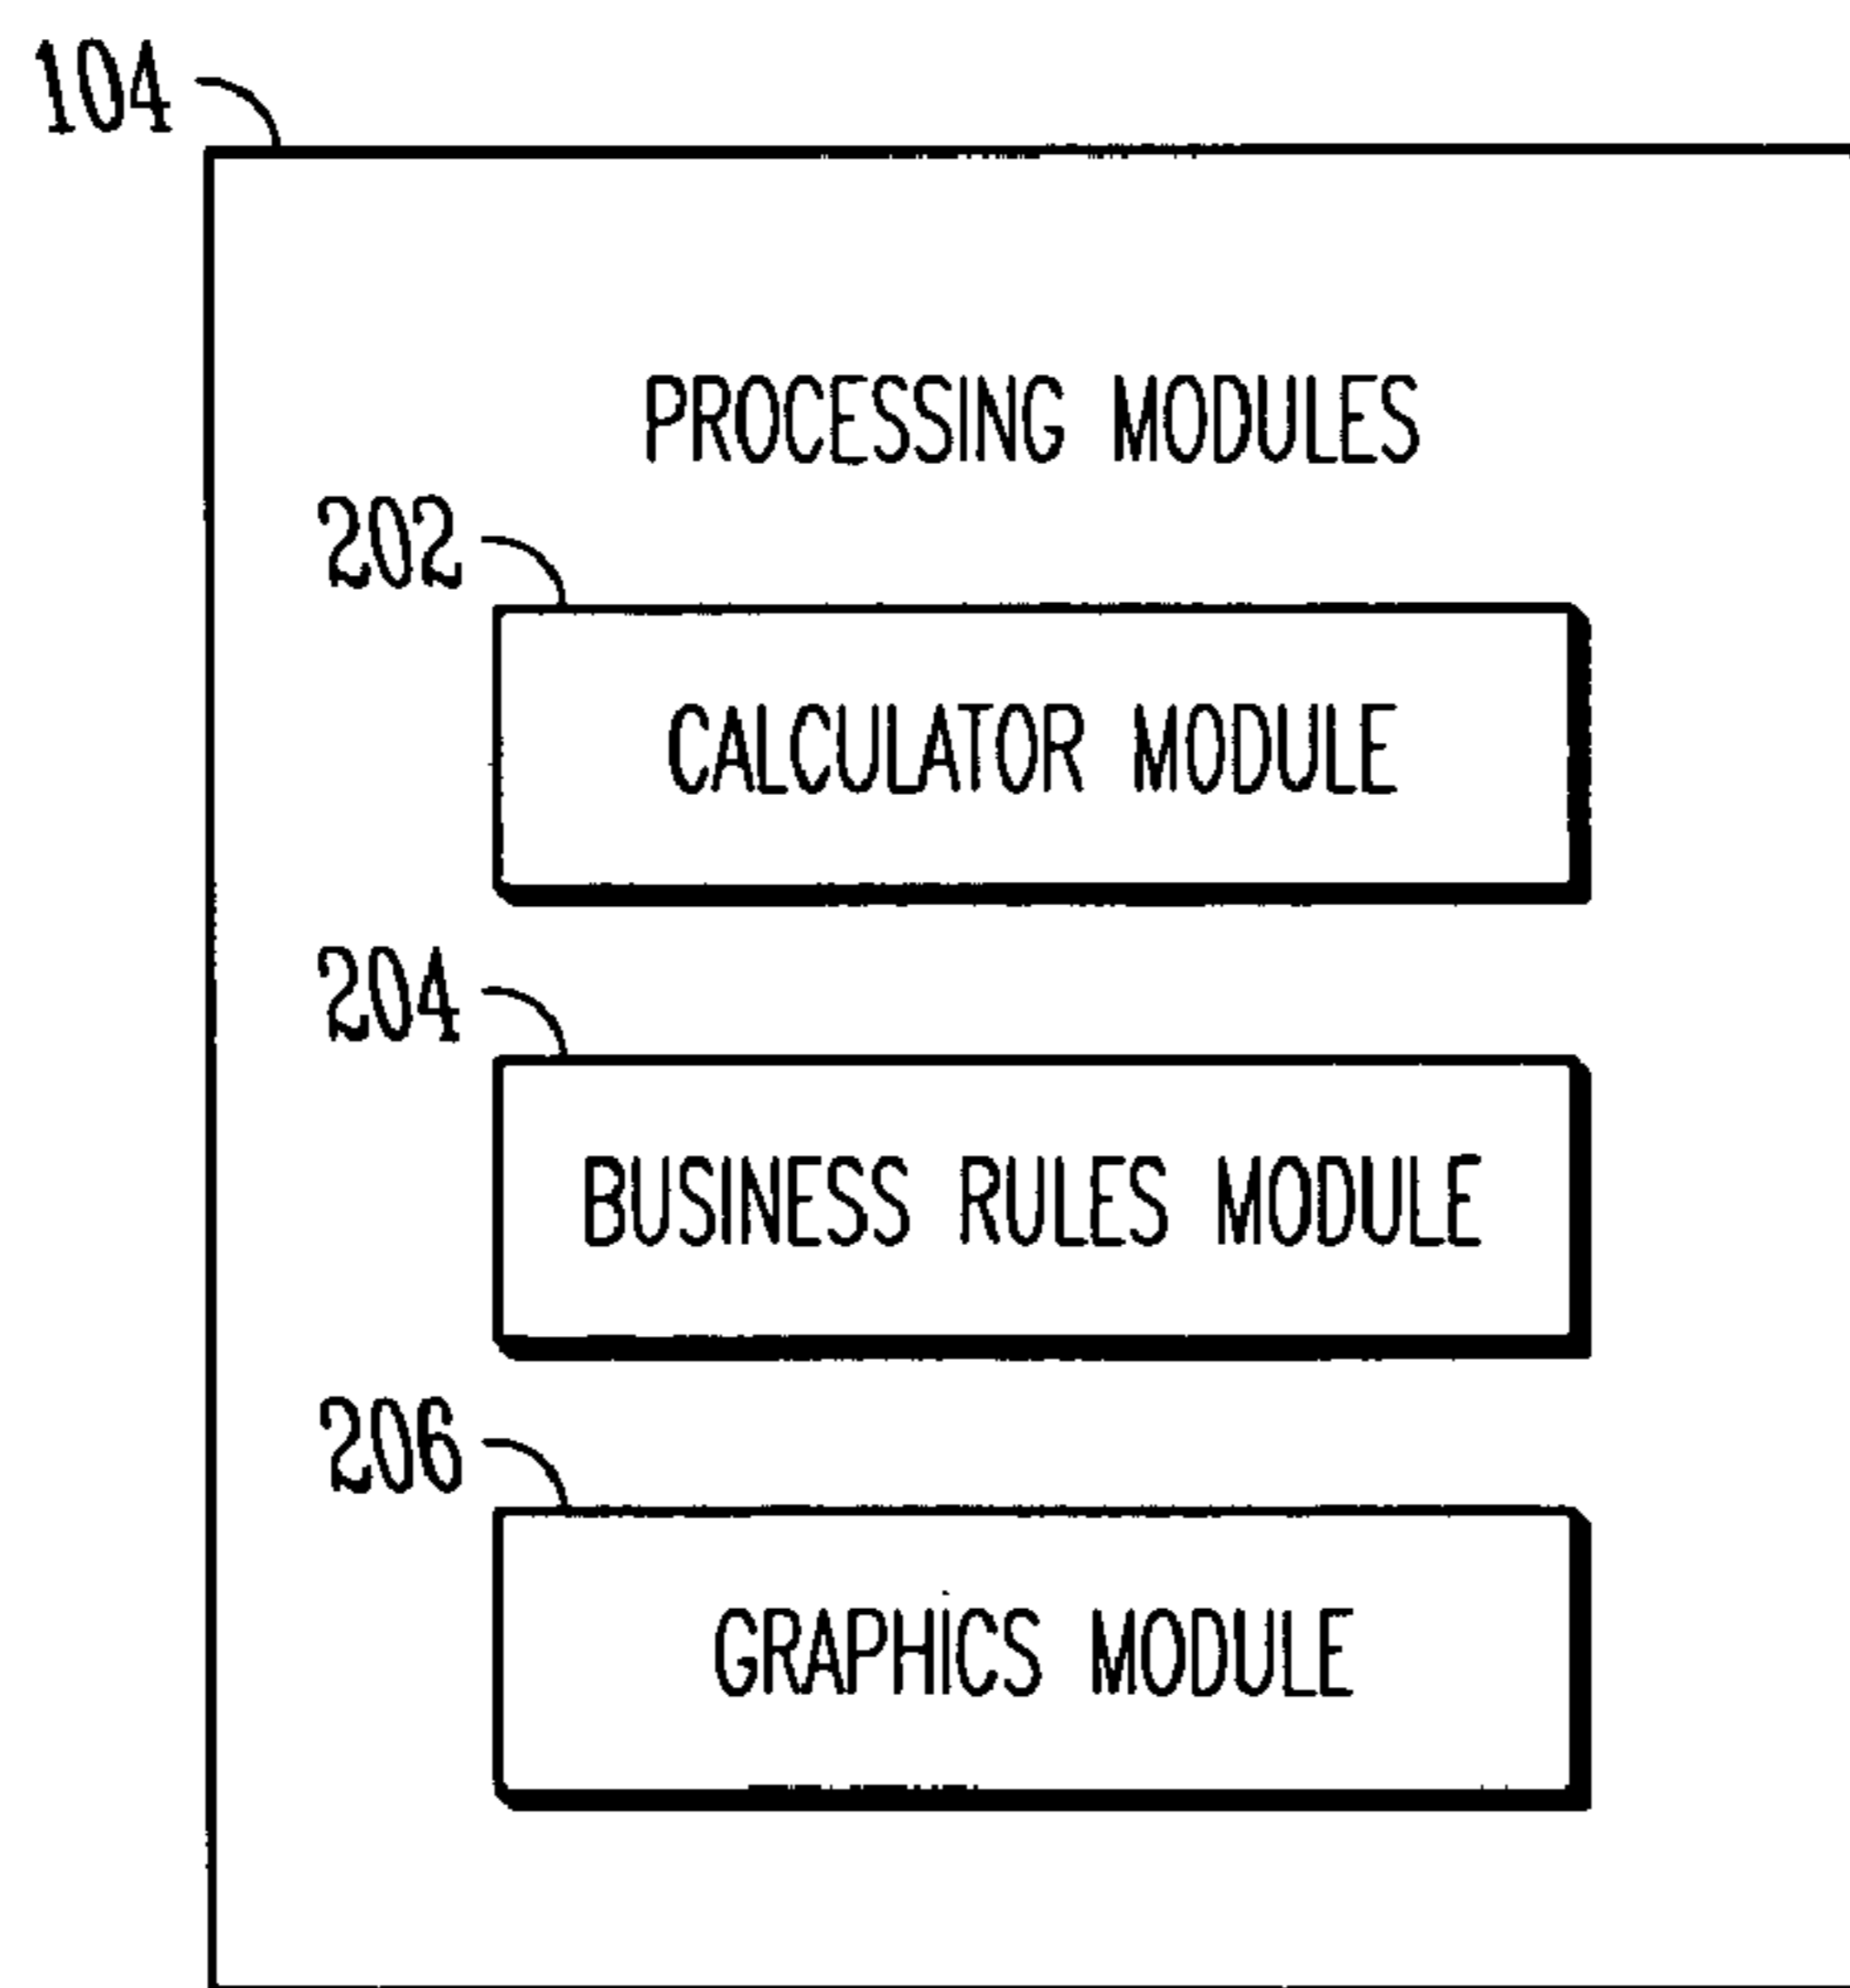 104
PROCESSING MODULES
202
CALCULATOR MODULE
204
BUSINESS RULES MODULE
206
GRAPHICS MODULE